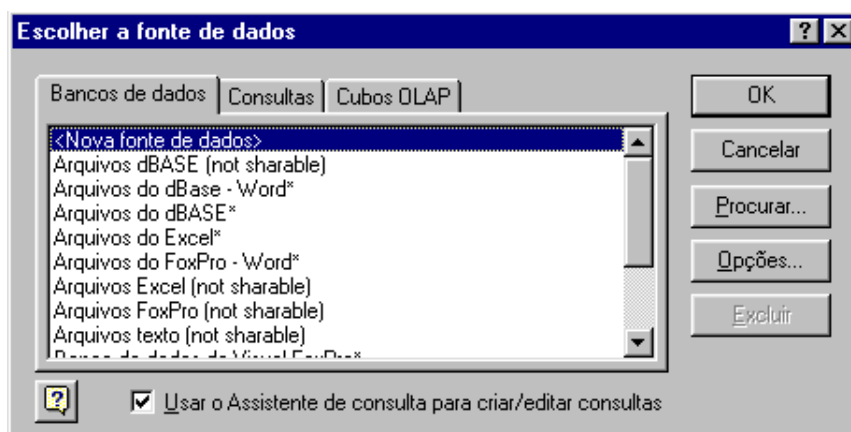 Escolher a fonte de dados
Bancos de dados Consultas Cubos OLAP
<Nova fonte de dados>
Arquivos dBASE (not sharable)
Arquivos do dBase - Word*
Arquivos do dBASE*
Arquivos do Excel*
Arquivos do FoxPro - Word*
Arquivos Excel (not sharable)
Arquivos FoxPro (not sharable)
Arquivos texto (not sharable)
OK
Cancelar
Procurar...
Opções...
Excluir
Usar o Assistente de consulta para criar/editar consultas